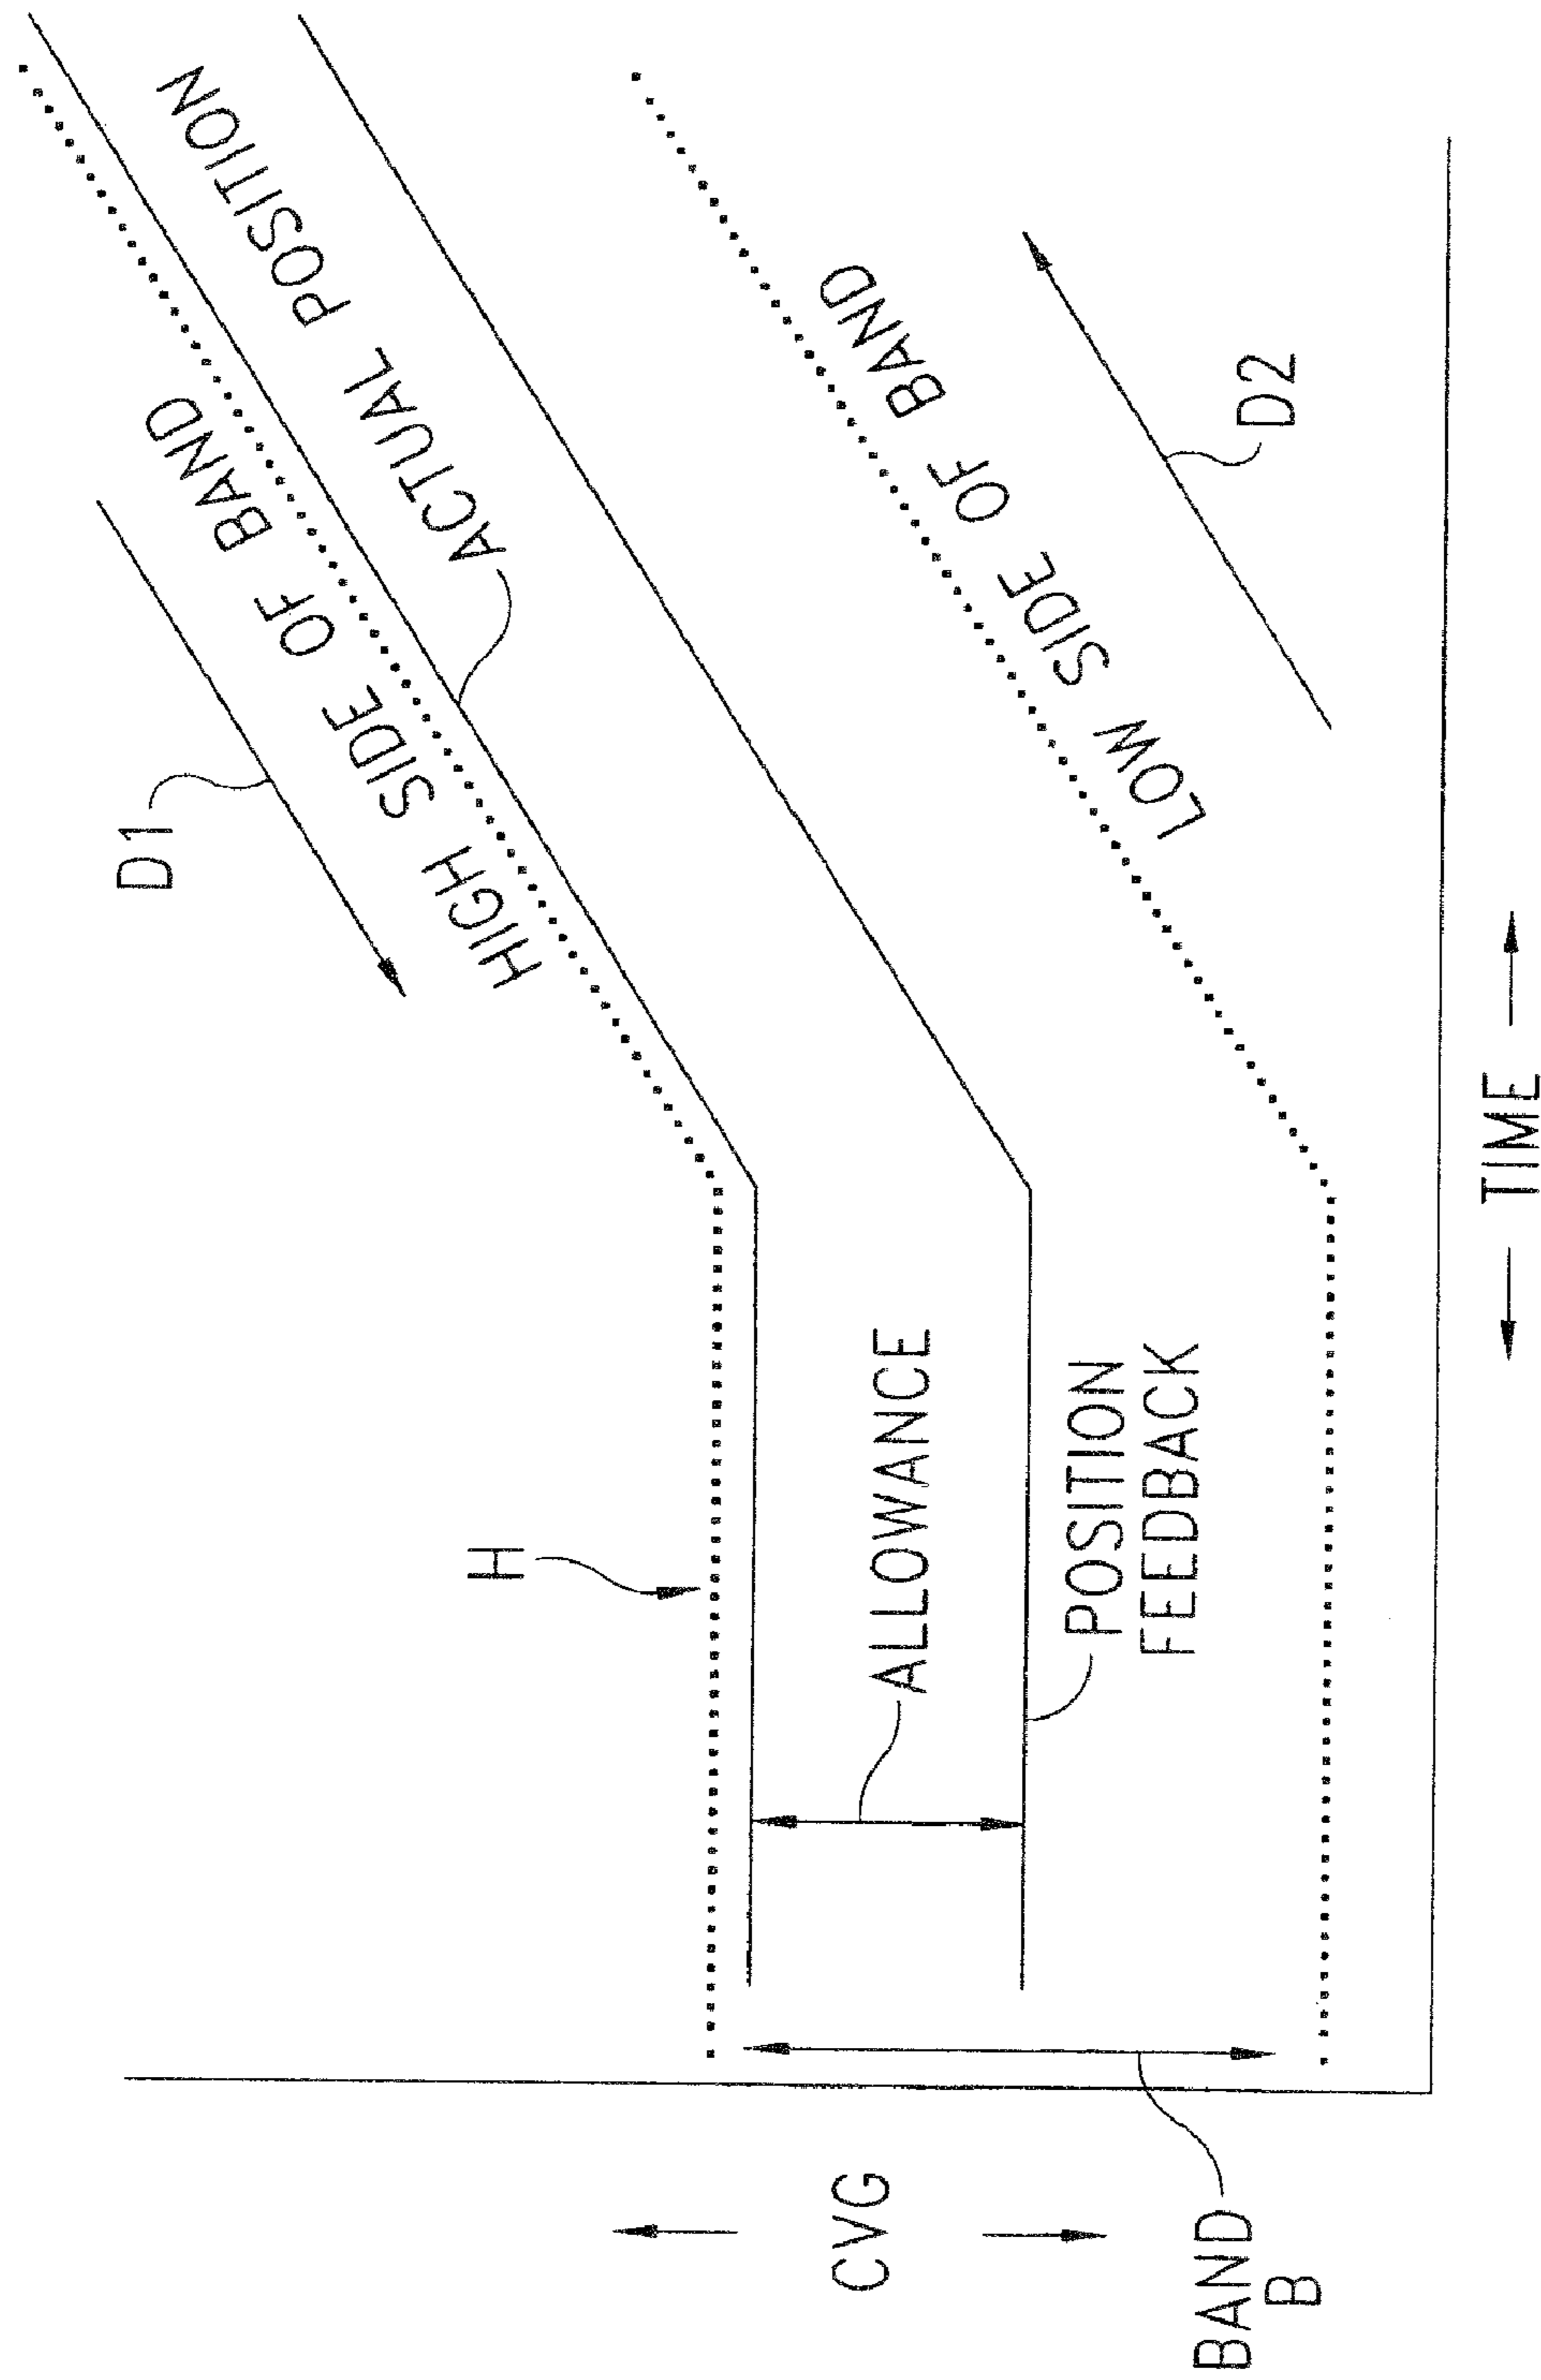 D1
HIGH SIDE OF BAND
ACTUAL POSITION
H
ALLOWANCE
POSITION
FEEDBACK
LOW SIDE OF BAND
D2
CVG
BAND
B
TIME